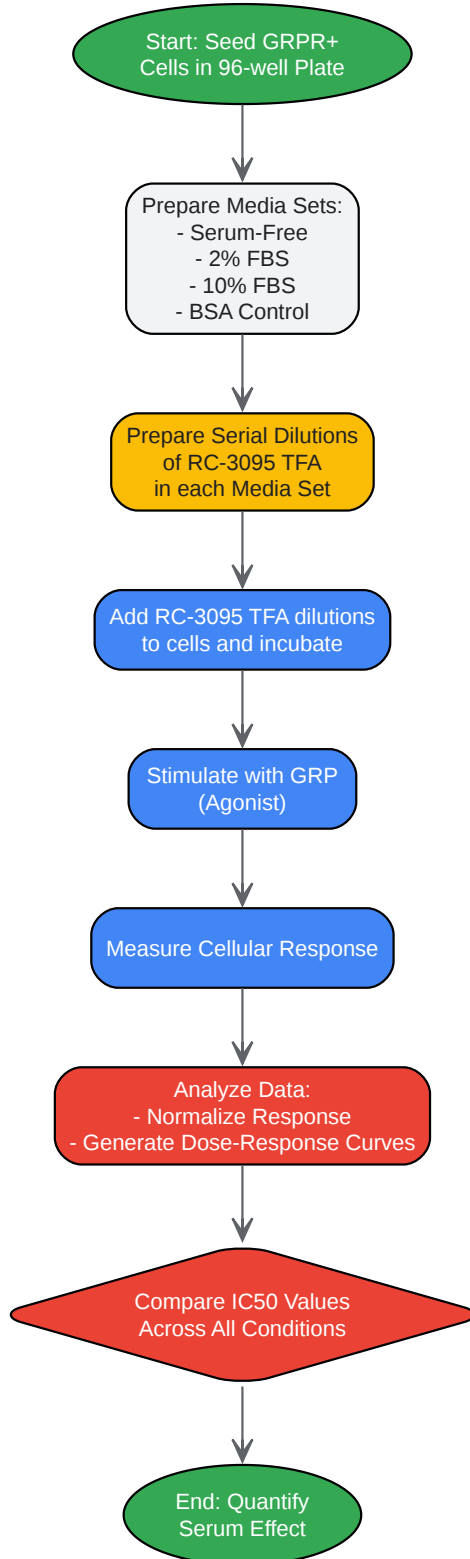 Start: Seed GRPR+
Cells in 96-well Plate
Prepare Media Sets:
- Serum-Free
- 2% FBS
- 10% FBS
- BSA Control
Prepare Serial Dilutions
of RC-3095 TFA
in each Media Set
Add RC-3095 TFA dilutions
to cells and incubate
Stimulate with GRP
(Agonist)
Measure Cellular Response
Analyze Data:
- Normalize Response
- Generate Dose-Response Curves
Compare IC50 Values
Across All Conditions
End: Quantify
Serum Effect